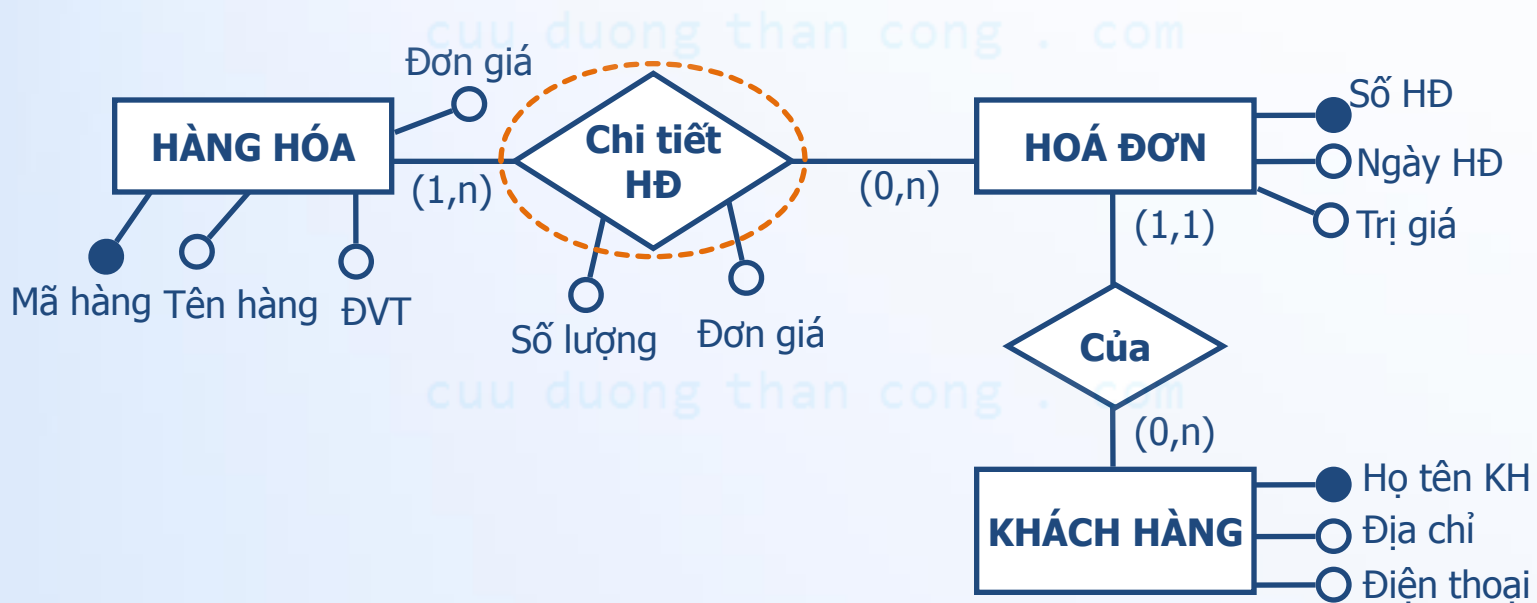 cuu duong than cong . com
Đơn giá
HÀNG HÓA
Chi tiết
HĐ
HOÁ ĐƠN
Số HĐ
Ngày HĐ
Trị giá
(1,n)
(0,n)
(1,1)
Mã hàng
Tên hàng
ĐVT
Số lượng
Đơn giá
Của
cuu duong than cong . com
(0,n)
KHÁCH HÀNG
Họ tên KH
Địa chỉ
Điện thoại